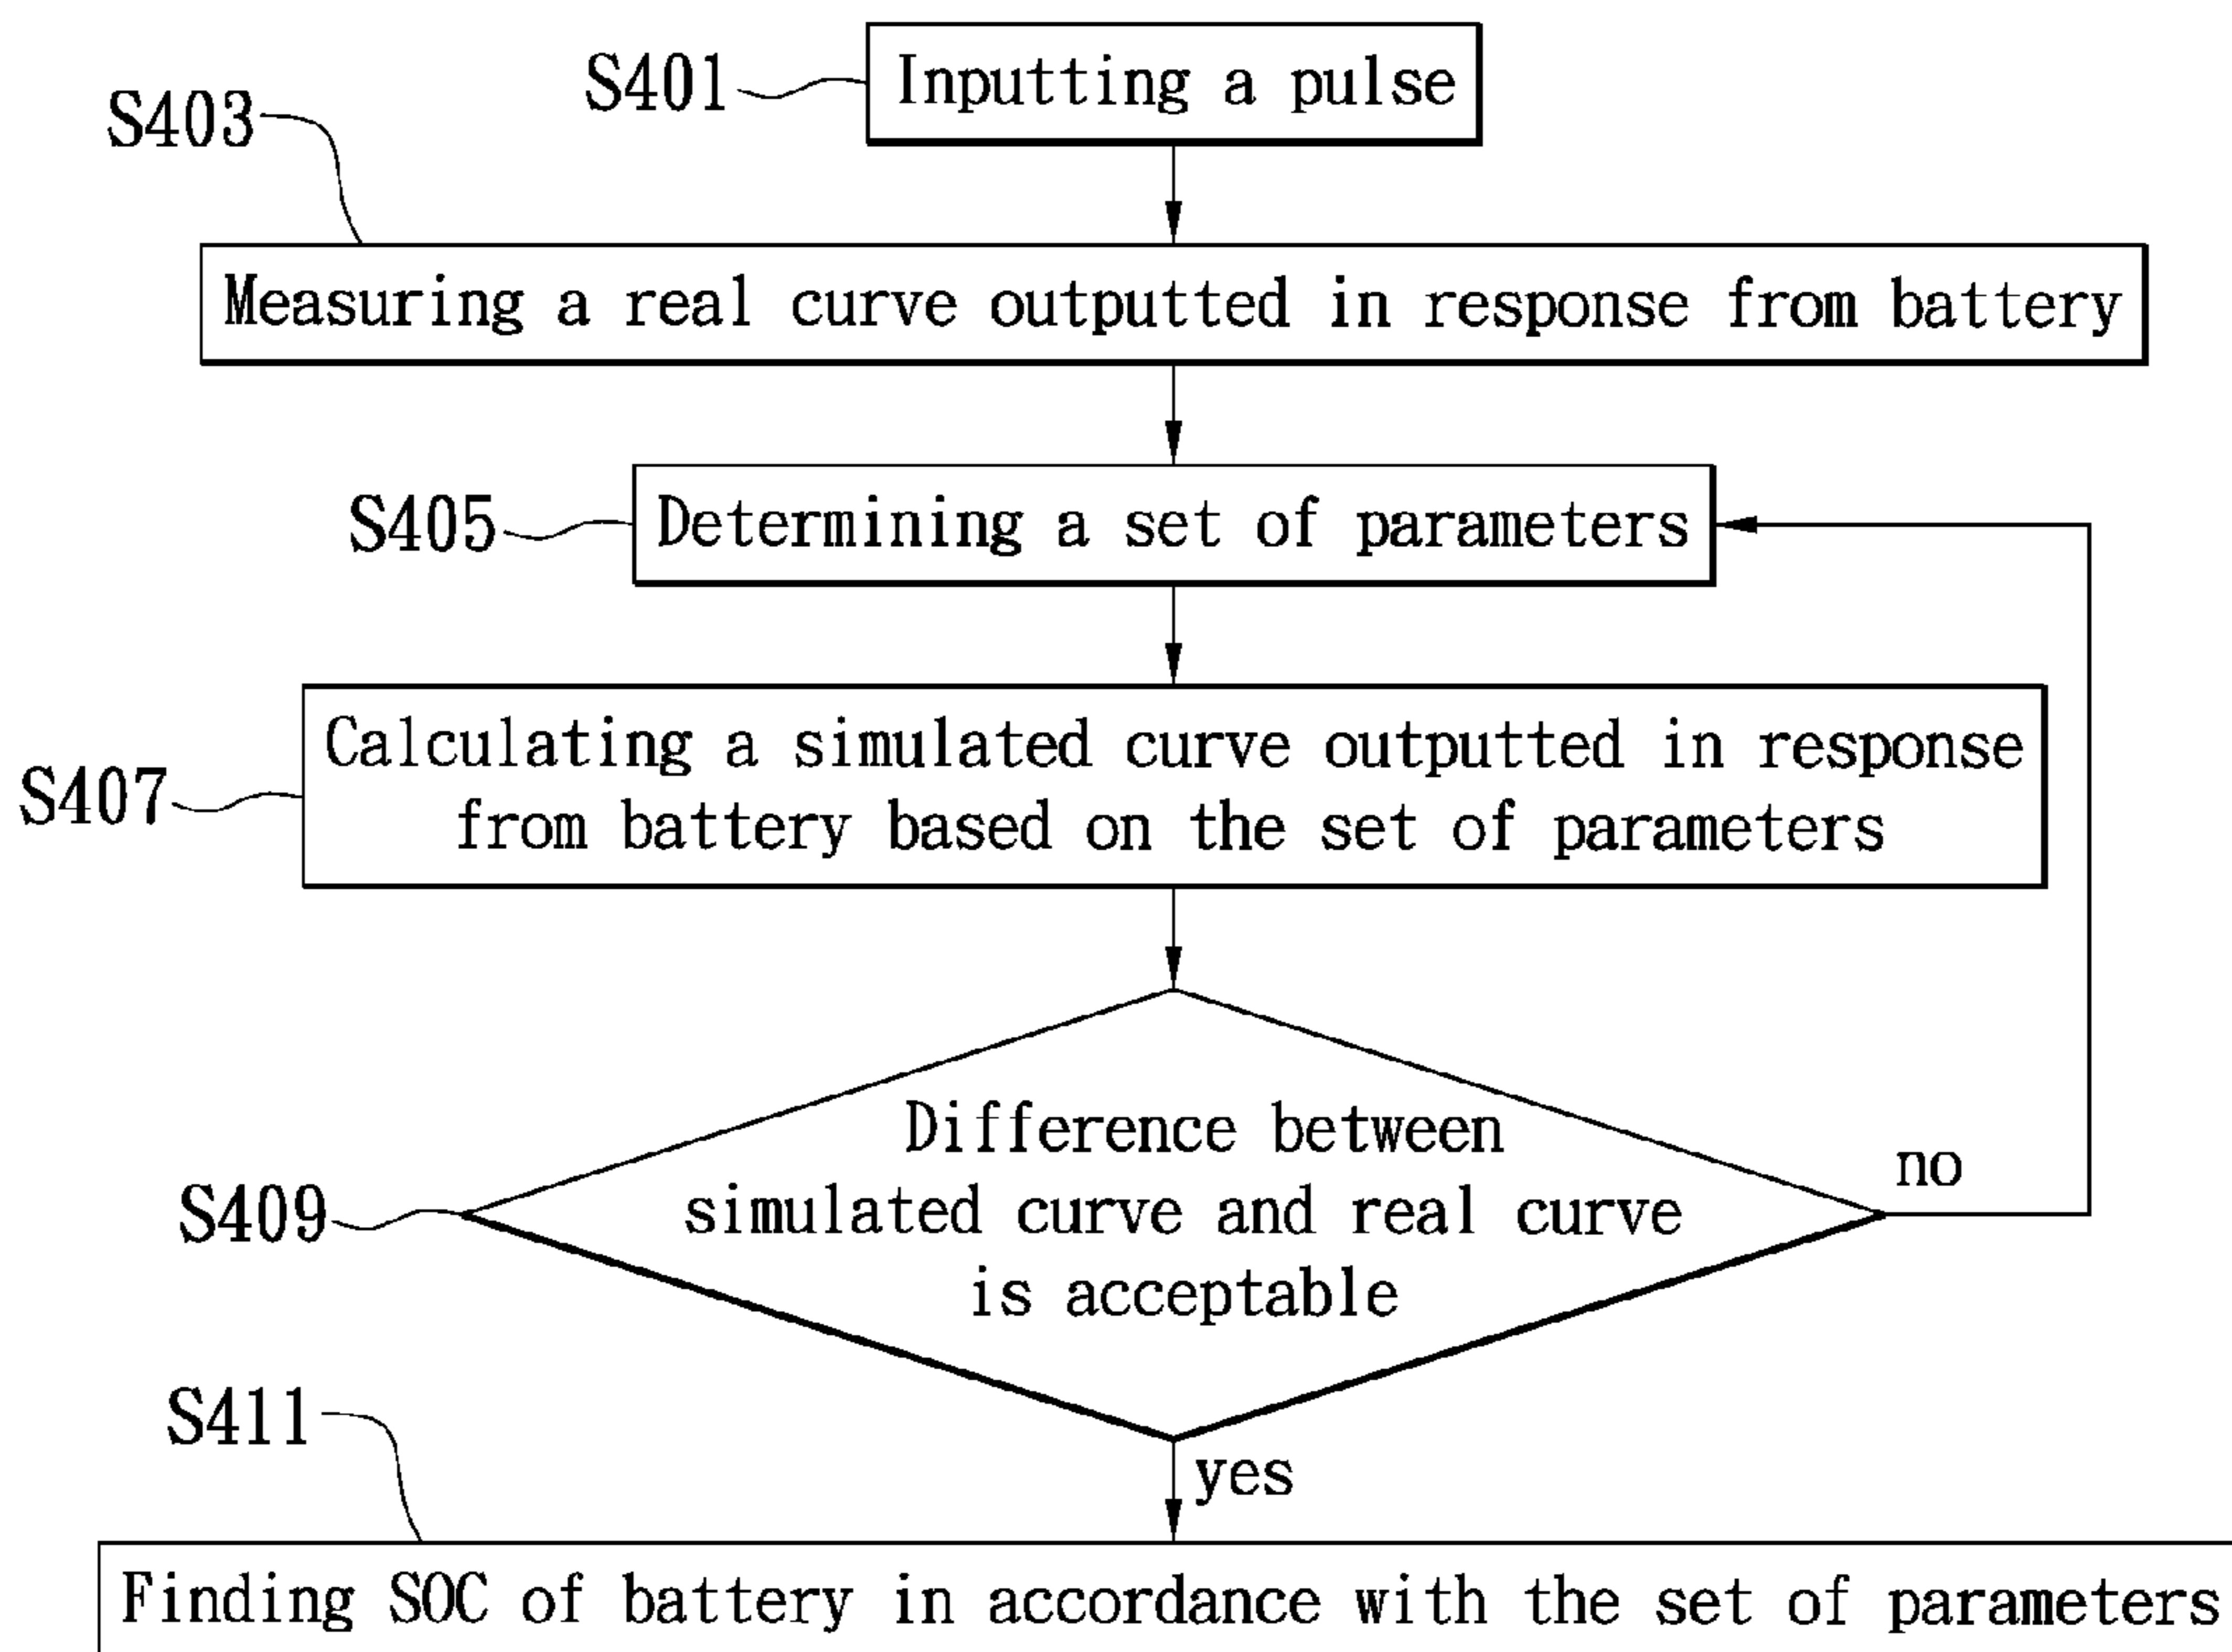 S401
Inputting a pulse
S403
Measuring a real curve outputted in response from battery
S405
Determining a set of parameters
S407
Calculating a simulated curve outputted in response
from battery based on the set of parameters
S409
Difference between
simulated curve and real curve
is acceptable
no
yes
S411
Finding SOC of battery in accordance with the set of parameters